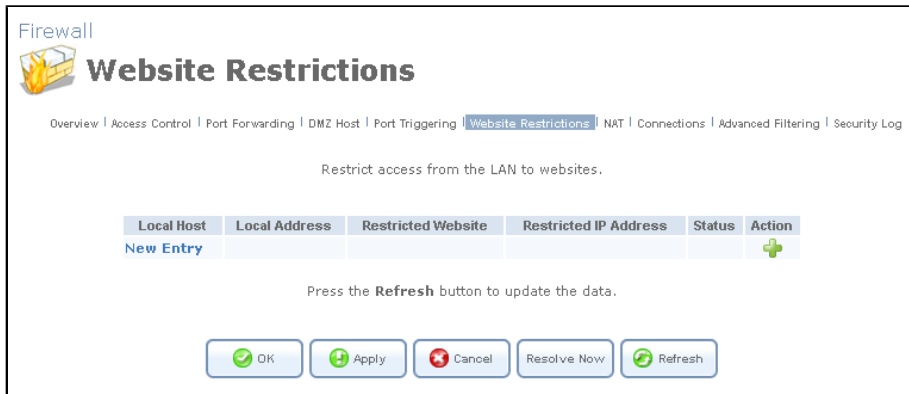 Firewall
Website Restrictions
Overview | Access Control | Port Forwarding | DMZ Host | Port Triggering | Website Restrictions | NAT | Connections | Advanced Filtering | Security Log
Restrict access from the LAN to websites.
Local Host Local Address Restricted Website Restricted IP Address Status Action
New Entry
Press the Refresh button to update the data.
OK Apply Cancel Resolve Now Refresh